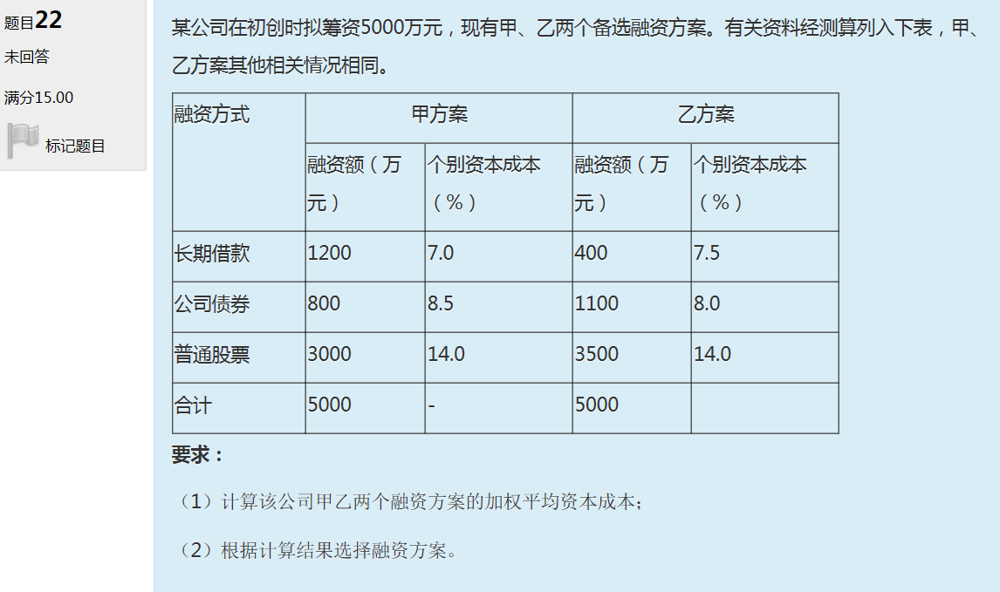 题目22
未回答
满分15.00
标记题目
某公司在初创时拟筹资5000万元，现有甲、乙两个备选融资方案。有关资料经测算列入下表，甲、
乙方案其他相关情况相同。
融资方式 甲方案 乙方案
融资额（万 个别资本成本 融资额（万 个别资本成本
元） （%） 元） （%）
长期借款 1200 7.0 400 7.5
公司债券 800 8.5 1100 8.0
普通股票 3000 14.0 3500 14.0
合计 5000 - 5000
要求：
（1）计算该公司甲乙两个融资方案的加权平均资本成本；
（2）根据计算结果选择融资方案。